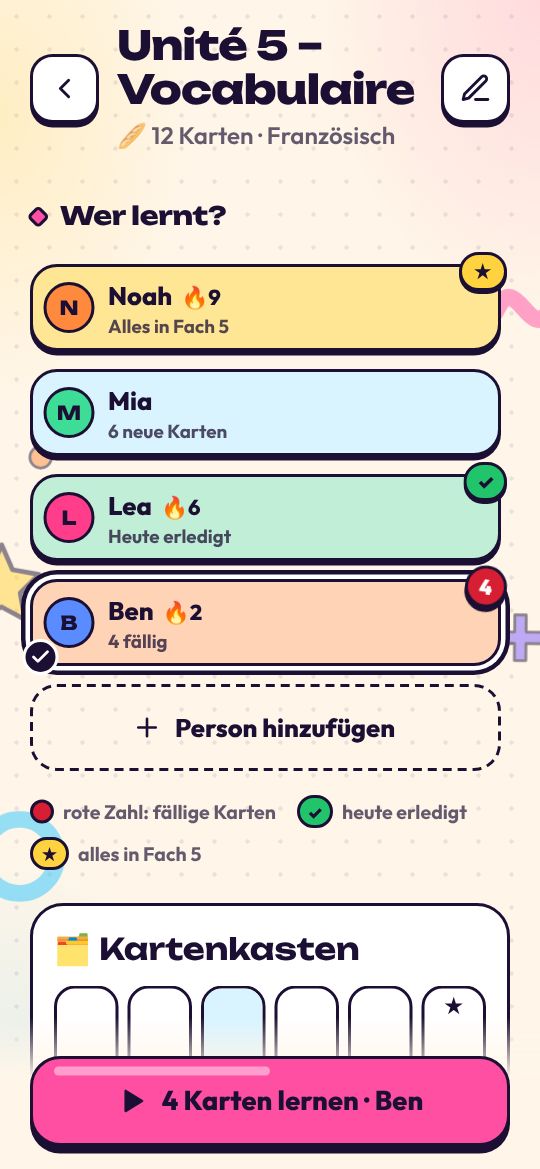 Unité 5 –
Vocabulaire
12 Karten · Französisch
Wer lernt?
N
Noah 9
Alles in Fach 5
M
Mia
6 neue Karten
L
Lea 6
Heute erledigt
4
B
Ben 2
4 fällig
Person hinzufügen
rote Zahl: fällige Karten
heute erledigt
alles in Fach 5
Kartenkasten
4 Karten lernen · Ben